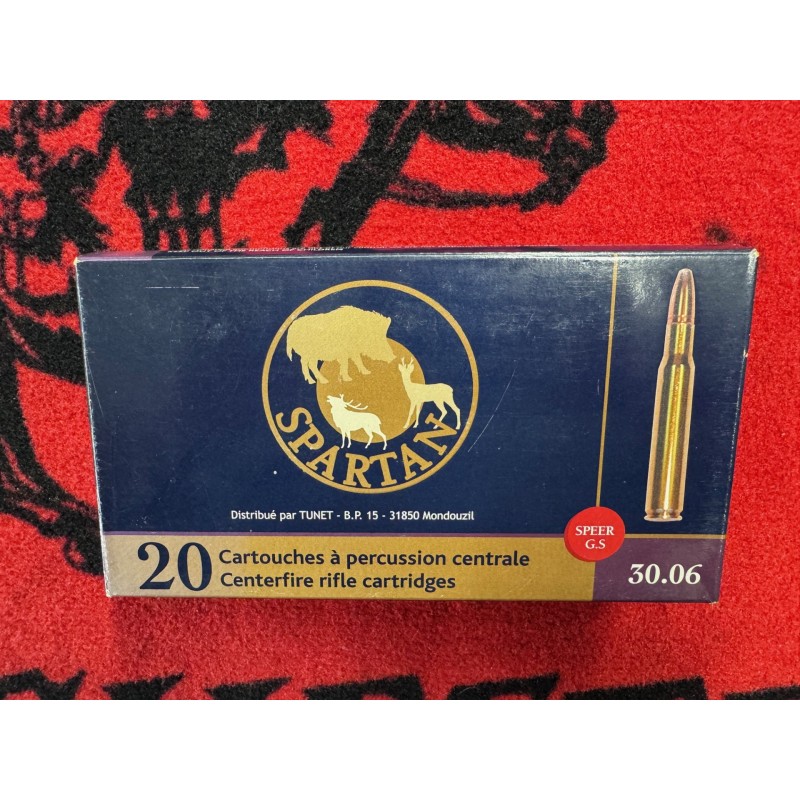 SPARTAN
Distribué par TUNET - B.P. 15 - 31850 Mondouzil
SPEER
G.S
20 Cartouches à percussion centrale
Centerfire rifle cartridges
30.06